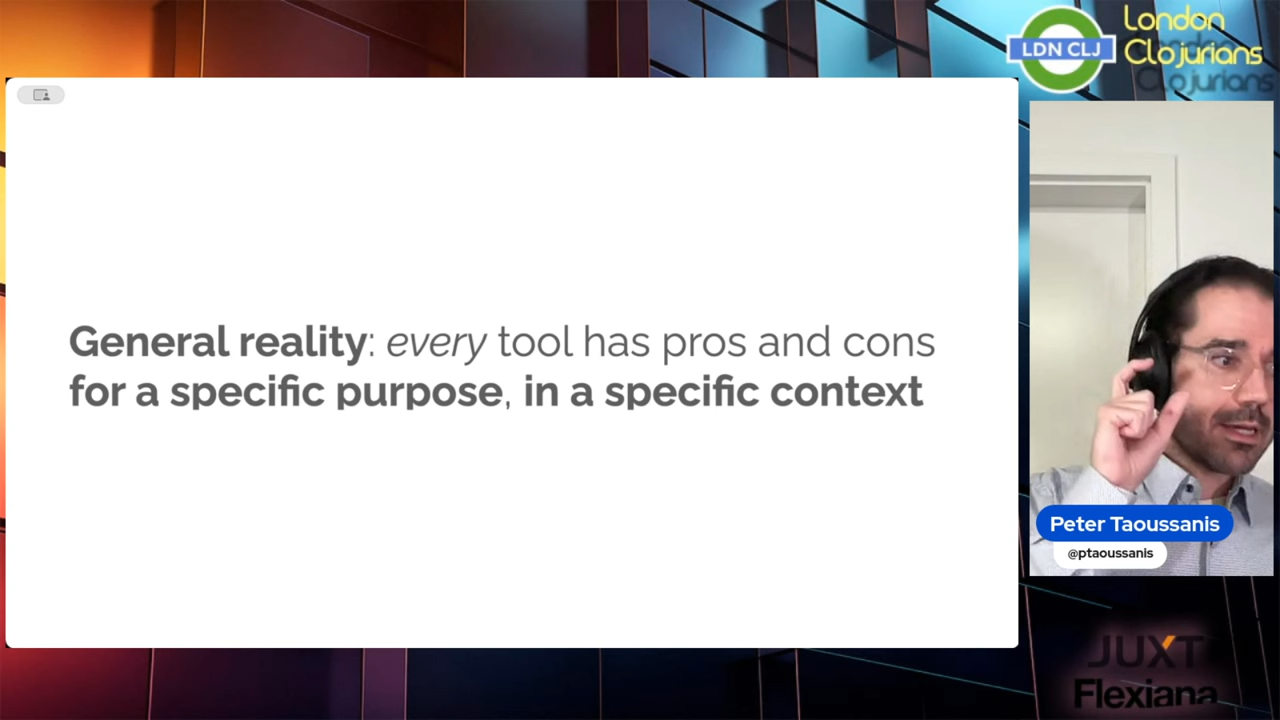 LDN CLJ
London
Clojurians
General reality: every tool has pros and cons
for a specific purpose, in a specific context
Peter Taoussanis
@ptaoussanis
JUXT
Flexiana